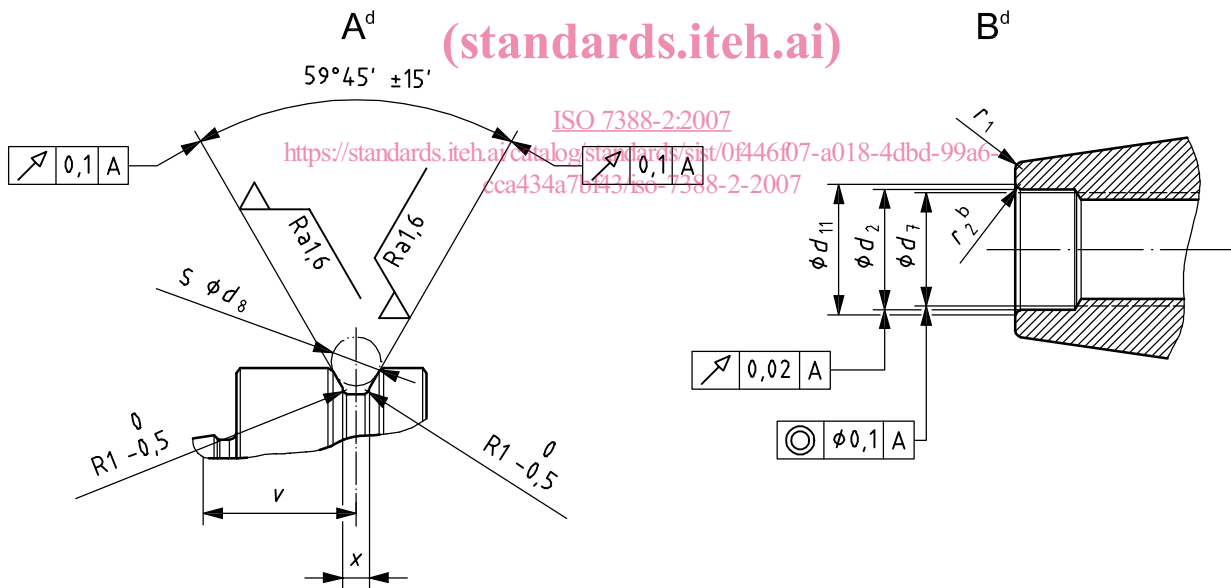 A^d
(standards.iteh.ai)
B^d
59°45' ±15'
ISO 7388-2:2007
https://standards.iteh.ai/catalog/standards/sist/0f446f07-a018-4dbd-99a6-
cca434a7bf43/iso-7388-2-2007
↗ 0,1 A
↗ 0,1 A
r1
Ra1,6
Ra1,6
S φd8
φd11
φd2
φd7
r2^b
↗ 0,02 A
◎ φ0,1 A
R1 0 -0,5
R1 0 -0,5
v
x